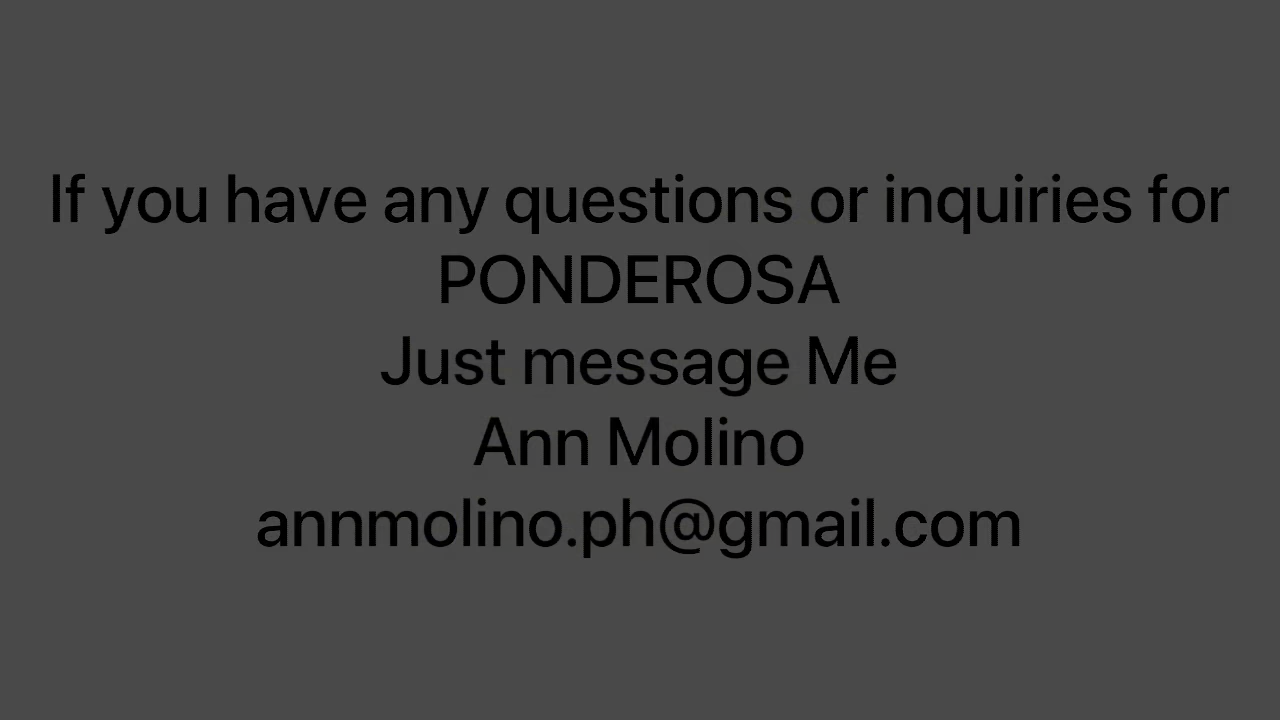 If you have any questions or inquiries for
PONDEROSA
Just message Me
Ann Molino
annmolino.ph@gmail.com